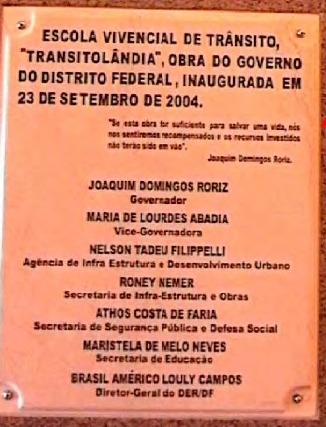 ESCOLA VIVENCIAL DE TRÂNSITO,
"TRANSITOLÂNDIA", OBRA DO GOVERNO
DO DISTRITO FEDERAL, INAUGURADA EM
23 DE SETEMBRO DE 2004.
"Se esta obra for suficiente para salvar uma vida, nós
nos sentiremos recompensados e os recursos investidos
não terão sido em vão".
Joaquim Domingos Roriz.
JOAQUIM DOMINGOS RORIZ
Governador
MARIA DE LOURDES ABADIA
Vice-Governadora
NELSON TADEU FILIPPELLI
Agência de Infra Estrutura e Desenvolvimento Urbano
RONEY NEMER
Secretaria de Infra-Estrutura e Obras
ATHOS COSTA DE FARIA
Secretaria de Segurança Pública e Defesa Social
MARISTELA DE MELO NEVES
Secretaria de Educação
BRASIL AMÉRICO LOULY CAMPOS
Diretor-Geral do DER/DF